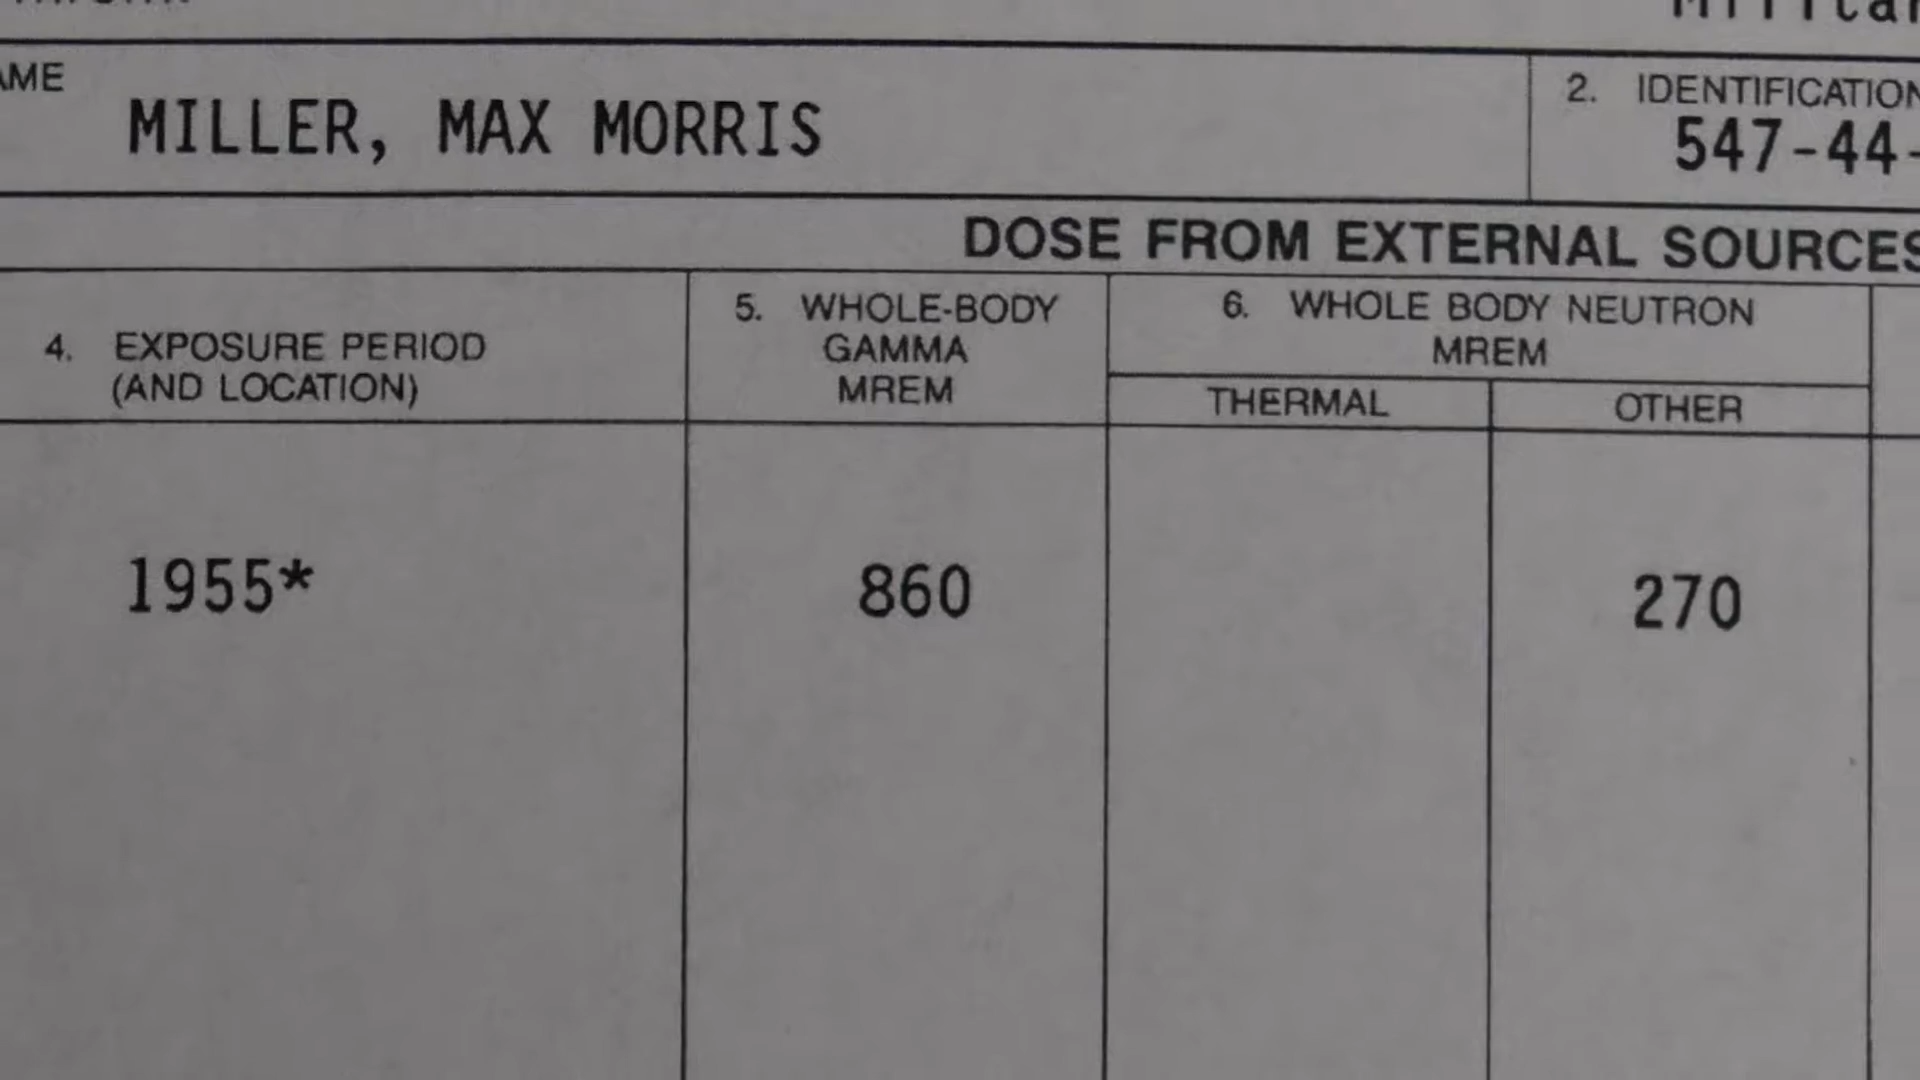 AME
MILLER, MAX MORRIS
2. IDENTIFICATION
547-44-
DOSE FROM EXTERNAL SOURCES
4. EXPOSURE PERIOD
(AND LOCATION)
5. WHOLE-BODY
GAMMA
MREM
6. WHOLE BODY NEUTRON
MREM
THERMAL
OTHER
1955*
860
270